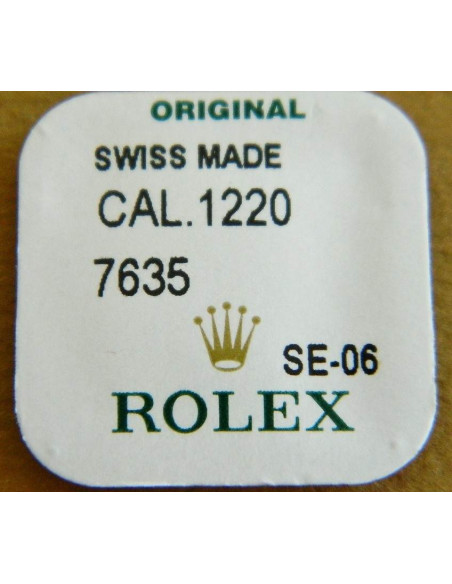 ORIGINAL
SWISS MADE
CAL.1220
7635
SE-06
ROLEX